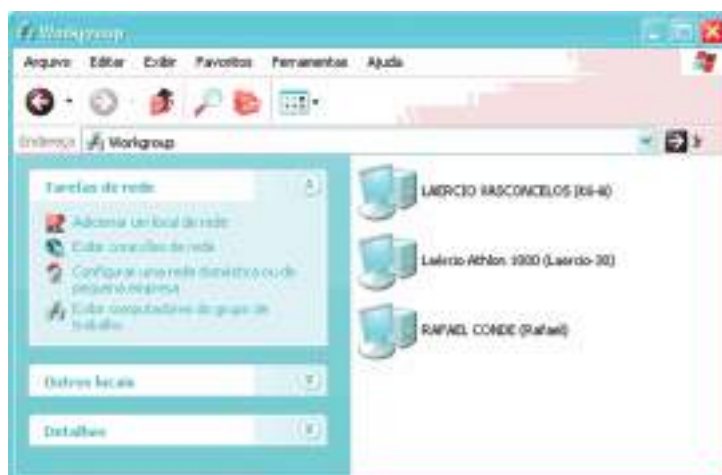 Workgroup
Arquivo Editar Exibir Favoritos Ferramentas Ajuda
Endereço Workgroup
Tarefas de rede
Adicionar um local de rede
Exibir conexões de rede
Configurar uma rede doméstica ou de
pequena empresa
Exibir computadores do grupo de
trabalho
Outros locais
Detalhes
LAERCIO VASCONCELOS
Laércio Athlon 1000 (Laercio-30)
RAFAEL CONDE (Rafael)